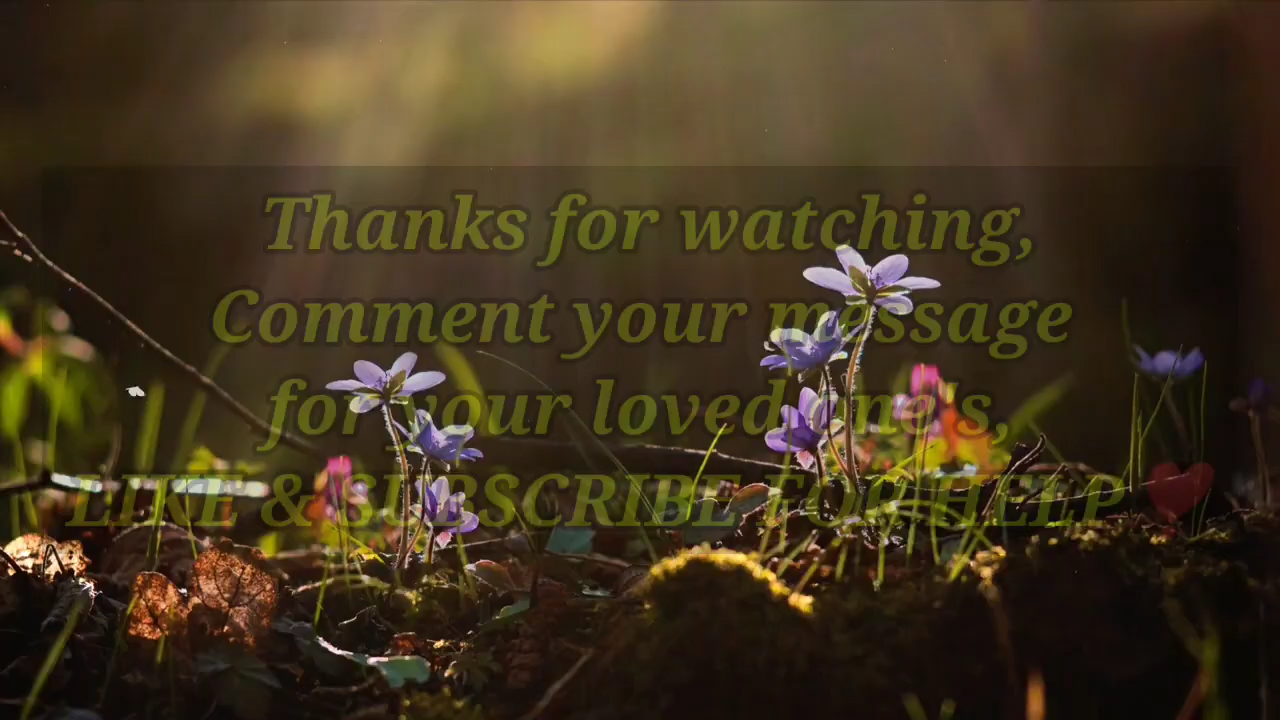 Thanks for watching,
Comment your message
for your loved ones,
LIKE & SUBSCRIBE FOR HELP ❤